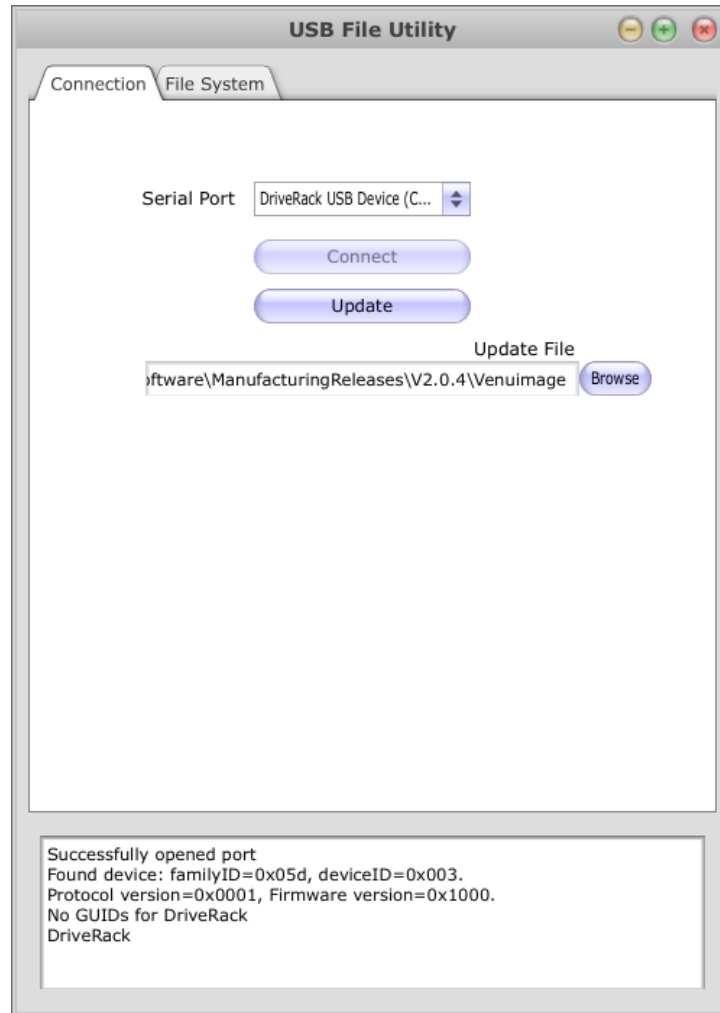 USB File Utility
Connection File System
Serial Port DriveRack USB Device (C...
Connect
Update
Update File
ftware\ManufacturingReleases\V2.0.4\Venuimage Browse
Successfully opened port
Found device: familyID=0x05d, deviceID=0x003.
Protocol version=0x0001, Firmware version=0x1000.
No GUIDs for DriveRack
DriveRack